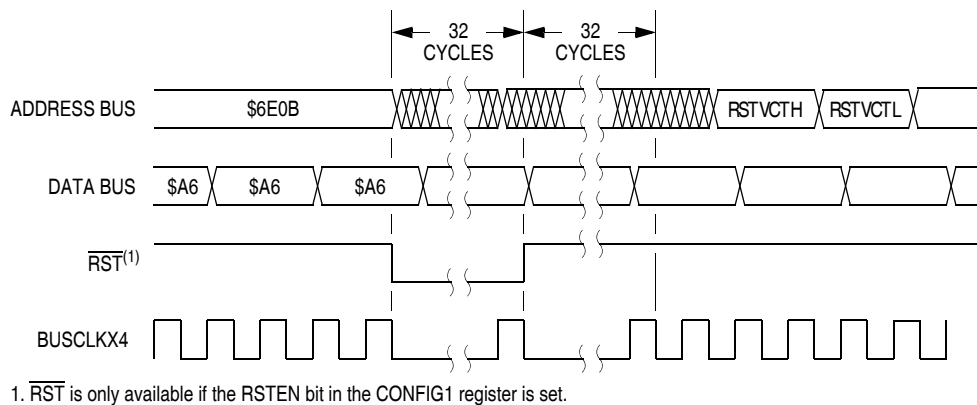 32
CYCLES
32
CYCLES
ADDRESS BUS
$6E0B
RSTVCTH
RSTVCTL
DATA BUS
$A6
$A6
$A6
RST(1)
BUSCLKX4
1. RST is only available if the RSTEN bit in the CONFIG1 register is set.